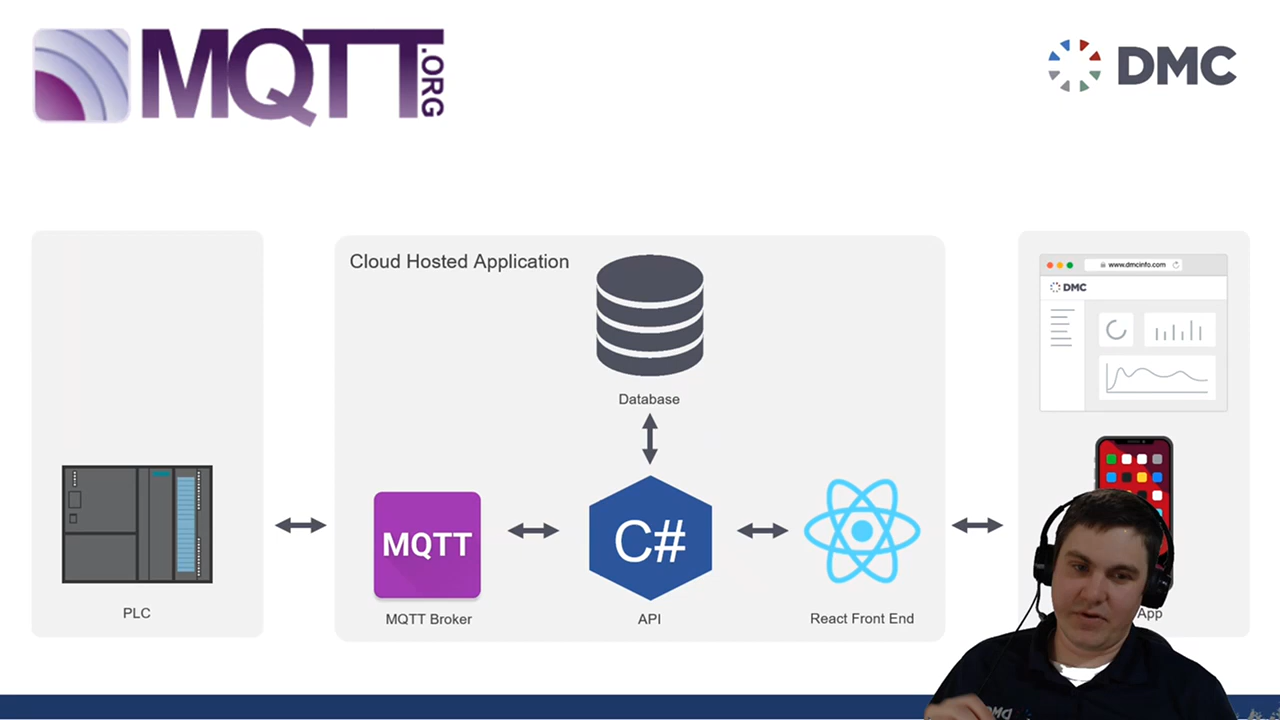 MQTT
.ORG
DMC
Cloud Hosted Application
www.dmcinfo.com
DMC
Database
MQTT
C#
PLC
MQTT Broker
API
React Front End
App
DMC